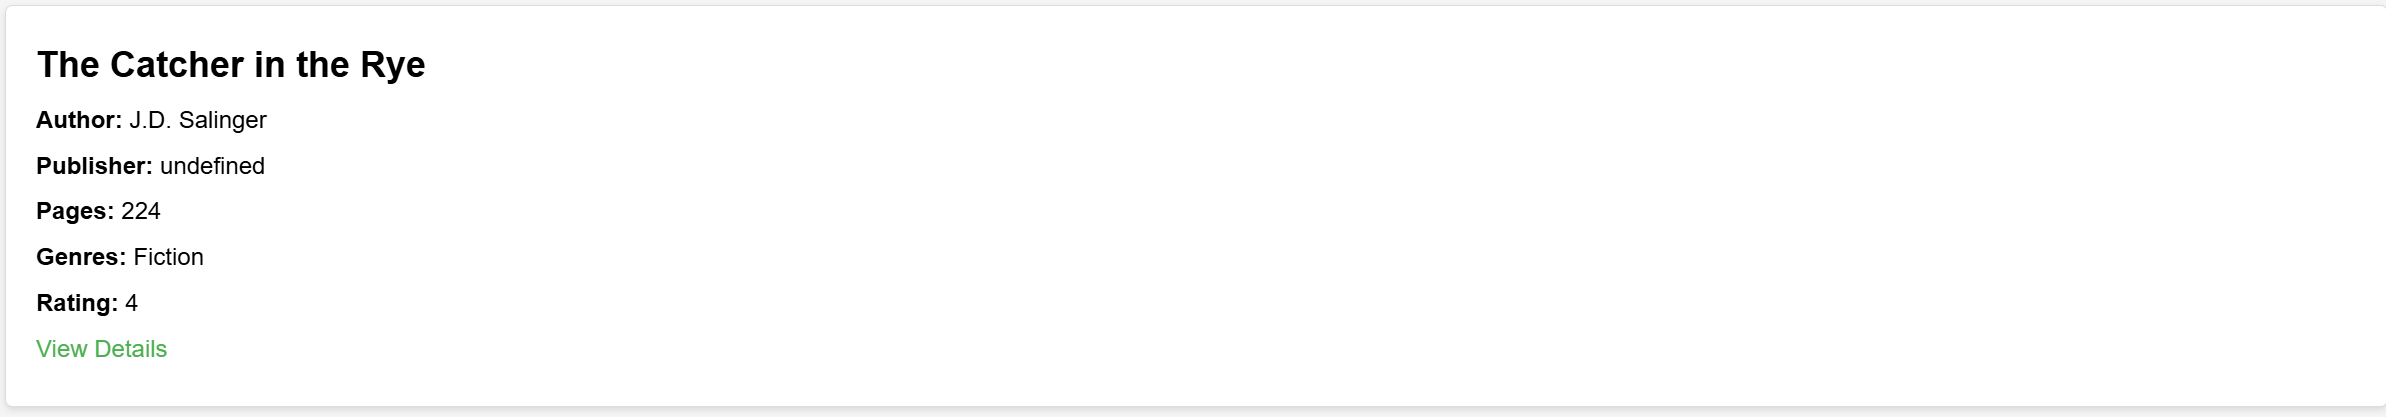 The Catcher in the Rye
Author: J.D. Salinger
Publisher: undefined
Pages: 224
Genres: Fiction
Rating: 4
View Details